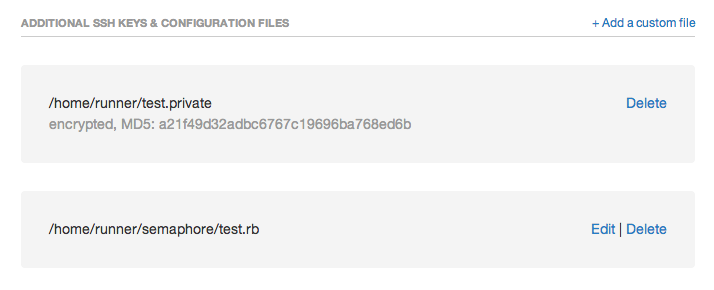 ADDITIONAL SSH KEYS & CONFIGURATION FILES + Add a custom file
/home/runner/test.private Delete
encrypted, MD5: a21f49d32adbc6767c19696ba768ed6b
/home/runner/semaphore/test.rb Edit | Delete